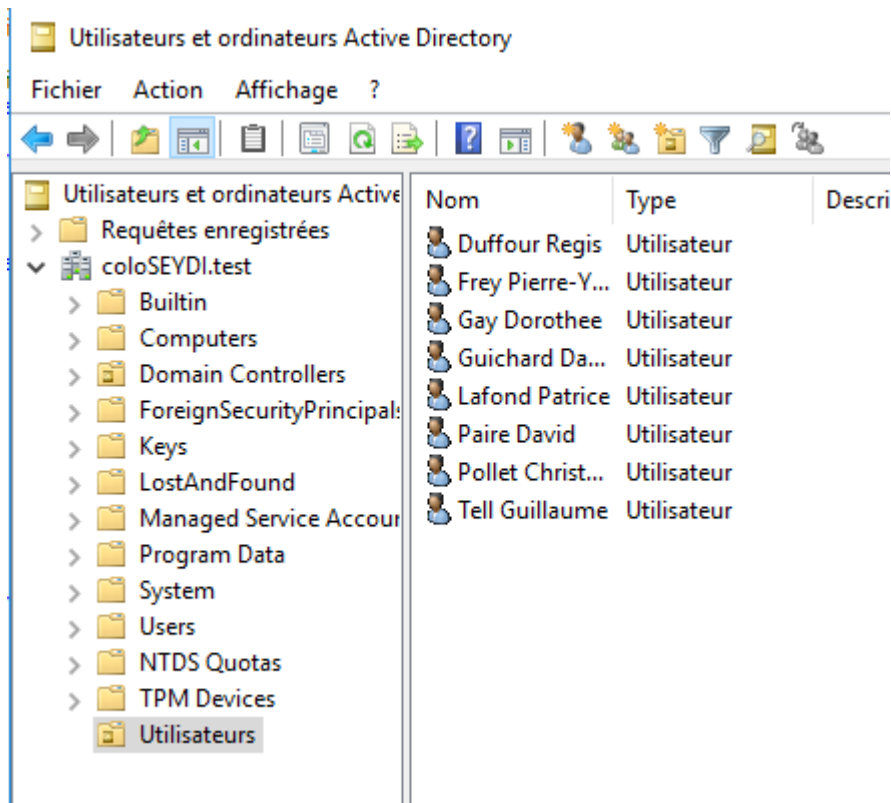 Utilisateurs et ordinateurs Active Directory
Fichier Action Affichage ?
Utilisateurs et ordinateurs Active
Requêtes enregistrées
coloSEYDI.test
Builtin
Computers
Domain Controllers
ForeignSecurityPrincipals
Keys
LostAndFound
Managed Service Accour
Program Data
System
Users
NTDS Quotas
TPM Devices
Utilisateurs
Nom Type Descri
Duffour Regis Utilisateur
Frey Pierre-Y... Utilisateur
Gay Dorothee Utilisateur
Guichard Da... Utilisateur
Lafond Patrice Utilisateur
Paire David Utilisateur
Pollet Christ... Utilisateur
Tell Guillaume Utilisateur